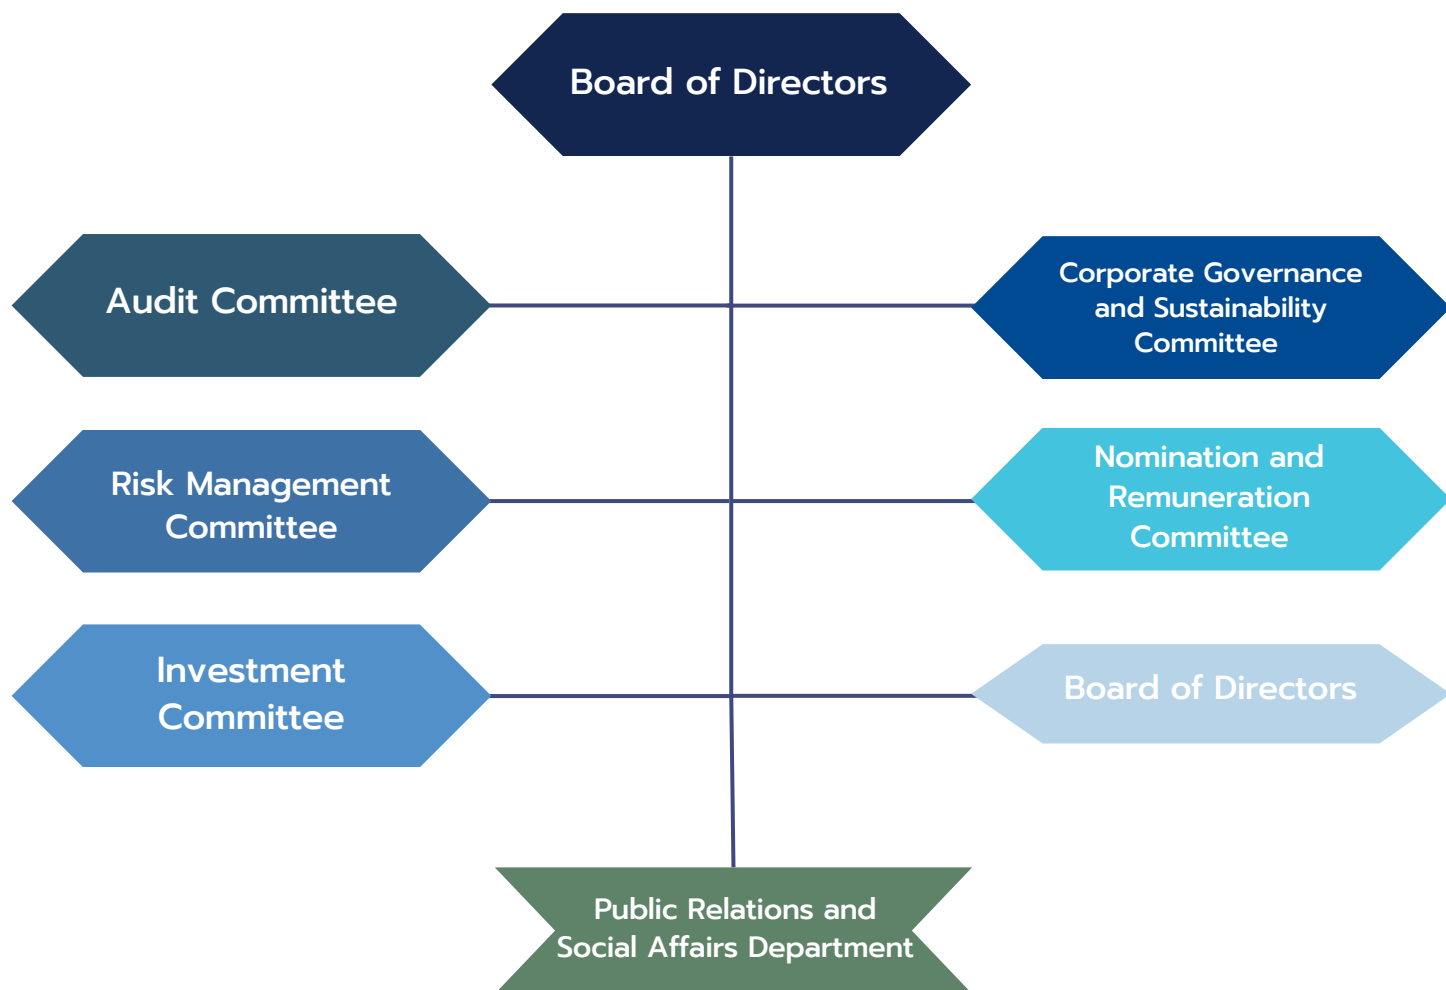 Board of Directors
Audit Committee
Corporate Governance
and Sustainability
Committee
Risk Management
Committee
Nomination and
Remuneration
Committee
Investment
Committee
Board of Directors
Public Relations and
Social Affairs Department